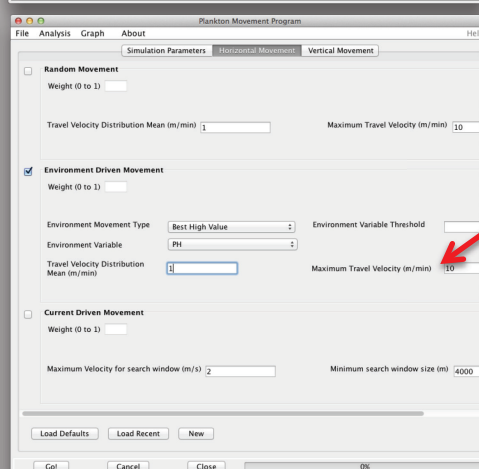 Plankton Movement Program
File Analysis Graph About Hel
Simulation Parameters Horizontal Movement Vertical Movement
Random Movement
Weight (0 to 1)
Travel Velocity Distribution Mean (m/min) 1 Maximum Travel Velocity (m/min) 10
Environment Driven Movement
Weight (0 to 1)
Environment Movement Type Best High Value Environment Variable Threshold
Environment Variable PH
Travel Velocity Distribution
Mean (m/min) 1 Maximum Travel Velocity (m/min) 10
Current Driven Movement
Weight (0 to 1)
Maximum Velocity for search window (m/s) 2 Minimum search window size (m) 4000
Load Defaults Load Recent New
Go! Cancel Close 0%